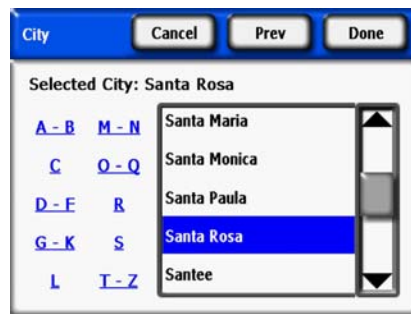 City Cancel Prev Done
Selected City: Santa Rosa
A - B M - N
C O - Q
D - F R
G - K S
L T - Z
Santa Maria
Santa Monica
Santa Paula
Santa Rosa
Santee